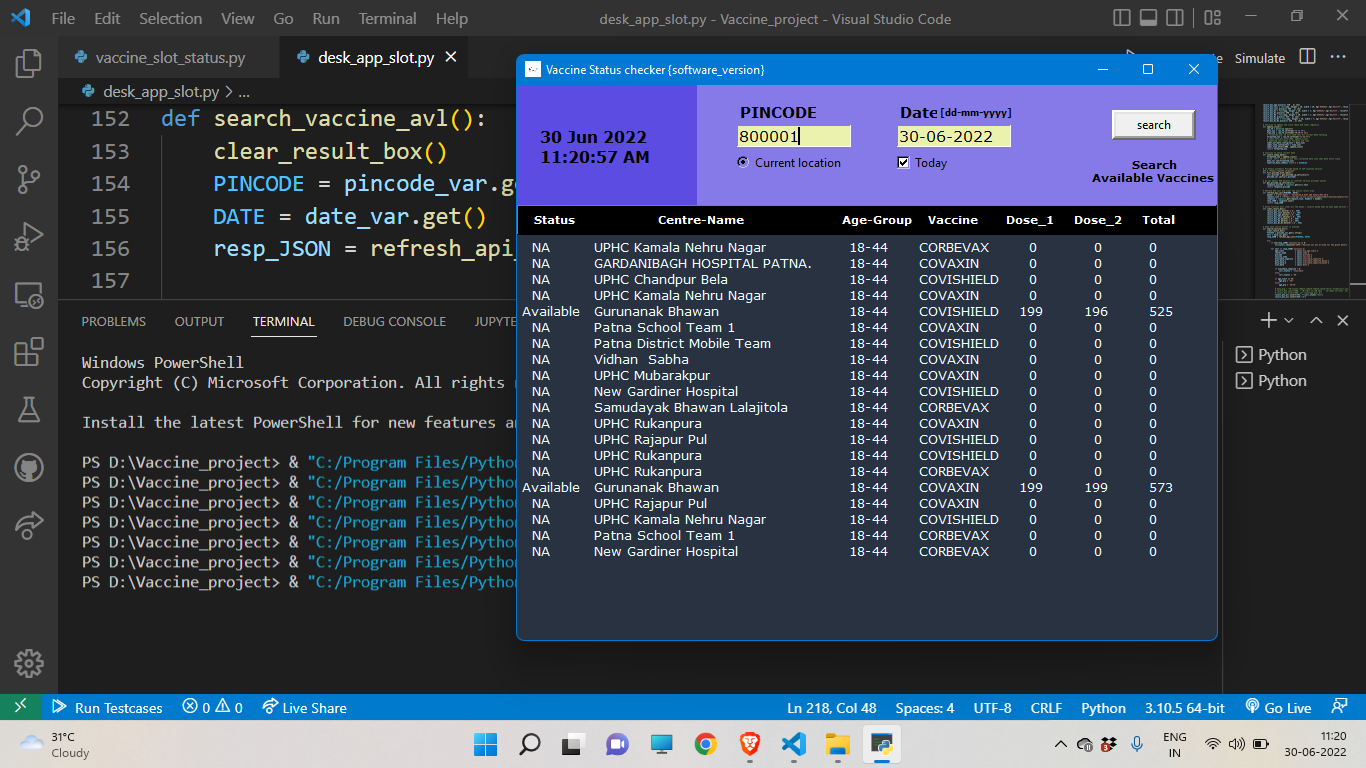 File Edit Selection View Go Run Terminal Help desk_app_slot.py - Vaccine_project - Visual Studio Code
vaccine_slot_status.py desk_app_slot.py Simulate
desk_app_slot.py > ...
152 def search_vaccine_avl():
153 clear_result_box()
154 PINCODE = pincode_var.g
155 DATE = date_var.get()
156 resp_JSON = refresh_api_
157
PROBLEMS OUTPUT TERMINAL DEBUG CONSOLE JUPYTE
Windows PowerShell
Copyright (C) Microsoft Corporation. All rights
Install the latest PowerShell for new features a
PS D:\Vaccine_project> & "C:/Program Files/Python
PS D:\Vaccine_project> & "C:/Program Files/Python
PS D:\Vaccine_project> & "C:/Program Files/Python
PS D:\Vaccine_project> & "C:/Program Files/Python
PS D:\Vaccine_project> & "C:/Program Files/Python
PS D:\Vaccine_project> & "C:/Program Files/Python
PS D:\Vaccine_project> & "C:/Program Files/Python
Python
Python
Vaccine Status checker {software_version}
30 Jun 2022
11:20:57 AM
PINCODE
800001
Current location
Date [dd-mm-yyyy]
30-06-2022
Today
search
Search
Available Vaccines
Status Centre-Name Age-Group Vaccine Dose_1 Dose_2 Total
NA UPHC Kamala Nehru Nagar 18-44 CORBEVAX 0 0 0
NA GARDANIBAGH HOSPITAL PATNA. 18-44 COVAXIN 0 0 0
NA UPHC Chandpur Bela 18-44 COVISHIELD 0 0 0
NA UPHC Kamala Nehru Nagar 18-44 COVAXIN 0 0 0
Available Gurunanak Bhawan 18-44 COVISHIELD 199 196 525
NA Patna School Team 1 18-44 COVAXIN 0 0 0
NA Patna District Mobile Team 18-44 COVISHIELD 0 0 0
NA Vidhan Sabha 18-44 COVAXIN 0 0 0
NA UPHC Mubarakpur 18-44 COVAXIN 0 0 0
NA New Gardiner Hospital 18-44 COVISHIELD 0 0 0
NA Samudayak Bhawan Lalajitola 18-44 CORBEVAX 0 0 0
NA UPHC Rukanpura 18-44 COVAXIN 0 0 0
NA UPHC Rajapur Pul 18-44 COVISHIELD 0 0 0
NA UPHC Rukanpura 18-44 COVISHIELD 0 0 0
NA UPHC Rukanpura 18-44 CORBEVAX 0 0 0
Available Gurunanak Bhawan 18-44 COVAXIN 199 199 573
NA UPHC Rajapur Pul 18-44 COVAXIN 0 0 0
NA UPHC Kamala Nehru Nagar 18-44 COVISHIELD 0 0 0
NA Patna School Team 1 18-44 CORBEVAX 0 0 0
NA New Gardiner Hospital 18-44 CORBEVAX 0 0 0
Run Testcases 0 0 Live Share Ln 218, Col 48 Spaces: 4 UTF-8 CRLF Python 3.10.5 64-bit Go Live
31°C
Cloudy
ENG
IN
11:20
30-06-2022